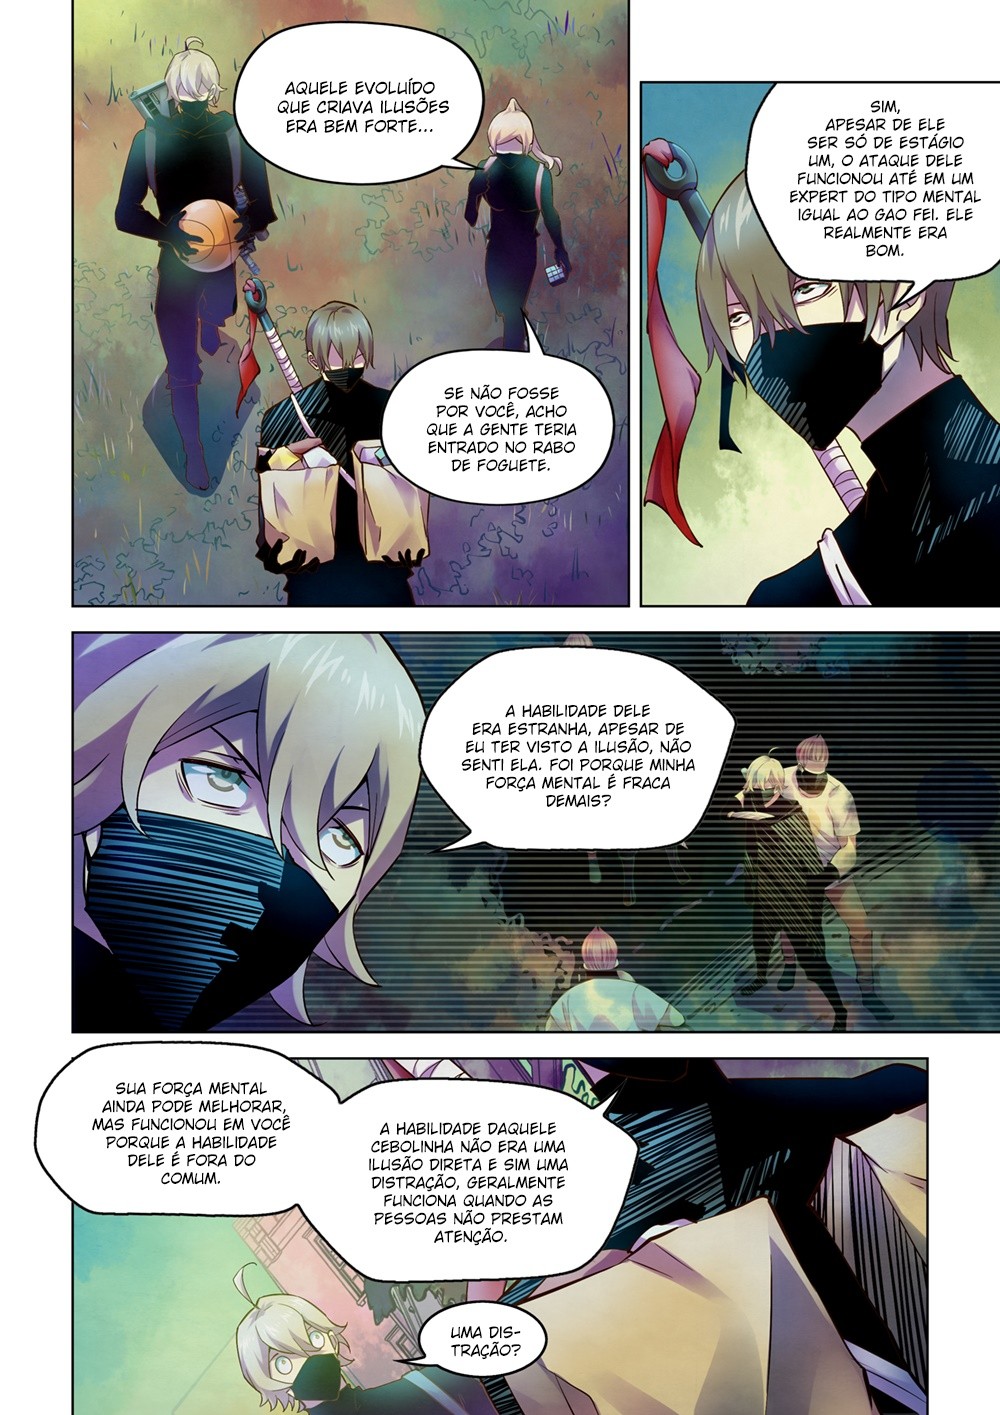 AQUELE EVOLUÍDO
QUE CRIAVA ILUSÕES
ERA BEM FORTE...
SE NÃO FOSSE
POR VOCÊ, ACHO
QUE A GENTE TERIA
ENTRADO NO RABO
DE FOGUETE.
SIM,
APESAR DE ELE
SER SÓ DE ESTÁGIO
UM, O ATAQUE DELE
FUNCIONOU ATÉ EM UM
EXPERT DO TIPO MENTAL
IGUAL AO GAO FEI. ELE
REALMENTE ERA
BOM.
A HABILIDADE DELE
ERA ESTRANHA, APESAR DE
EU TER VISTO A ILUSÃO, NÃO
SENTI ELA. FOI PORQUE MINHA
FORÇA MENTAL É FRACA
DEMAIS?
SUA FORÇA MENTAL
AINDA PODE MELHORAR,
MAS FUNCIONOU EM VOCÊ
PORQUE A HABILIDADE
DELE É FORA DO
COMUM.
A HABILIDADE DAQUELE
CEBOLINHA NÃO ERA UMA
ILUSÃO DIRETA E SIM UMA
DISTRAÇÃO, GERALMENTE
FUNCIONA QUANDO AS
PESSOAS NÃO PRESTAM
ATENÇÃO.
UMA DIS-
TRAÇÃO?